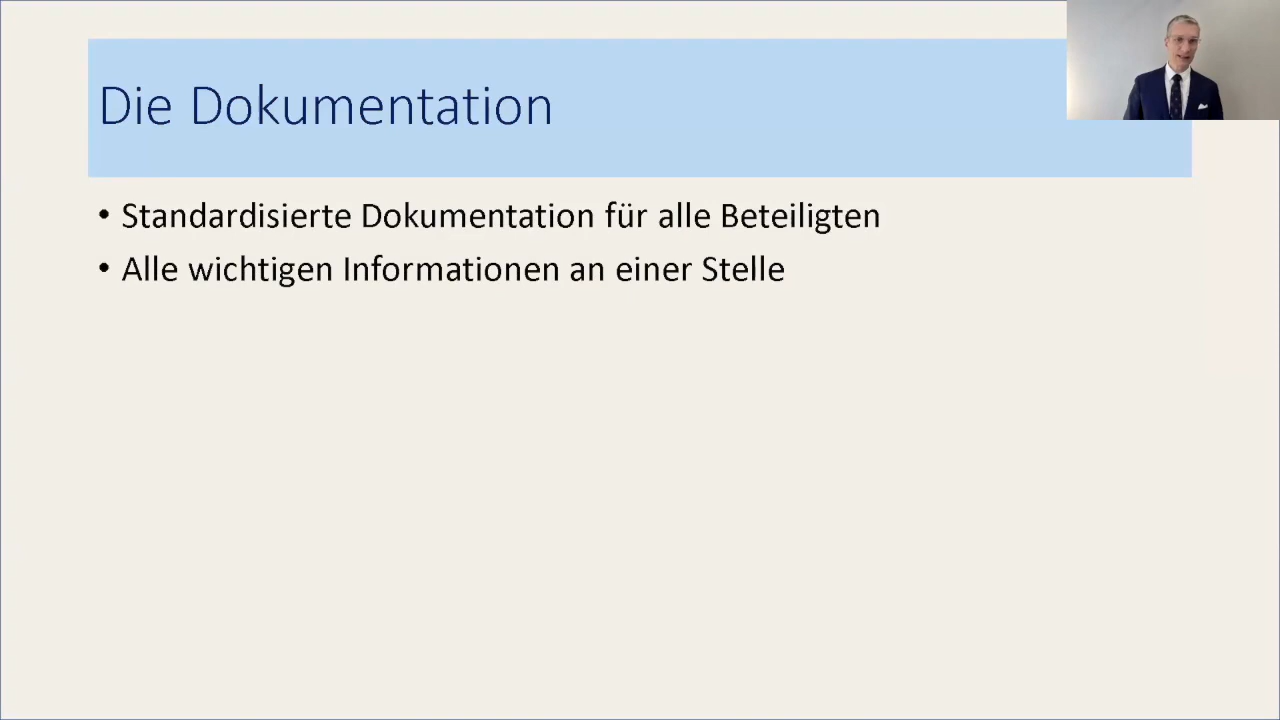 Die Dokumentation
• Standardisierte Dokumentation für alle Beteiligten
• Alle wichtigen Informationen an einer Stelle